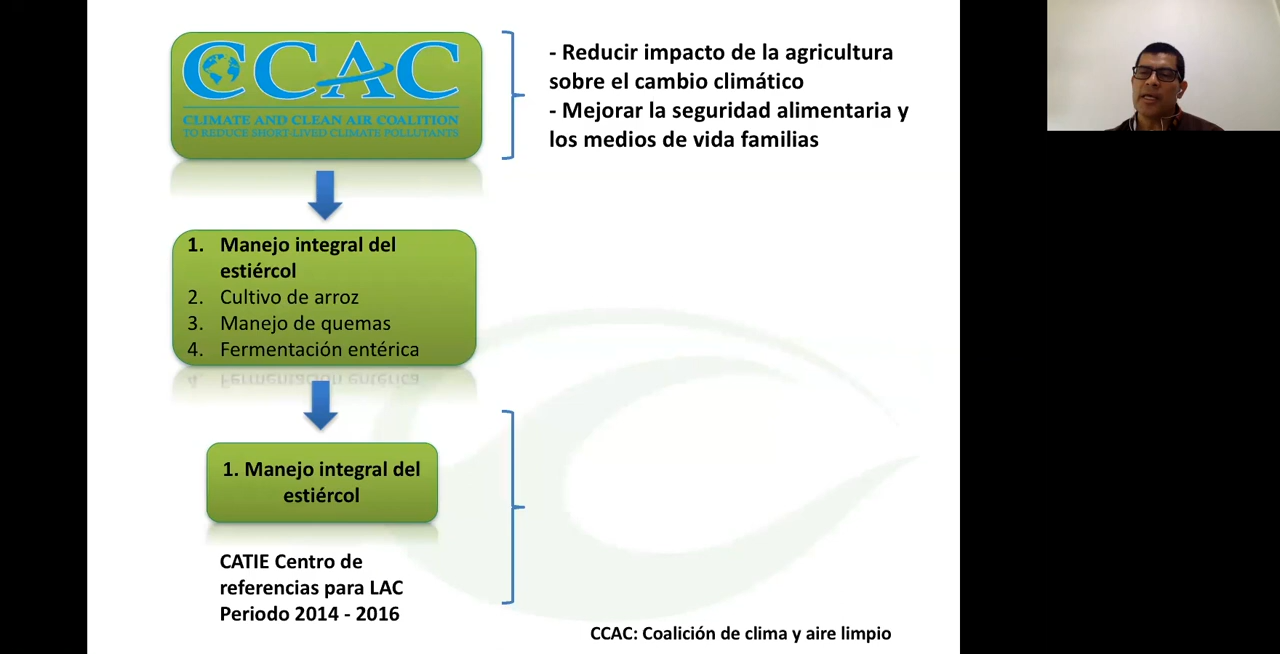 CCAC
CLIMATE AND CLEAN AIR COALITION
TO REDUCE SHORT-LIVED CLIMATE POLLUTANTS
- Reducir impacto de la agricultura
sobre el cambio climático
- Mejorar la seguridad alimentaria y
los medios de vida familias
1. Manejo integral del
estiércol
2. Cultivo de arroz
3. Manejo de quemas
4. Fermentación entérica
1. Manejo integral del
estiércol
CATIE Centro de
referencias para LAC
Periodo 2014 - 2016
CCAC: Coalición de clima y aire limpio